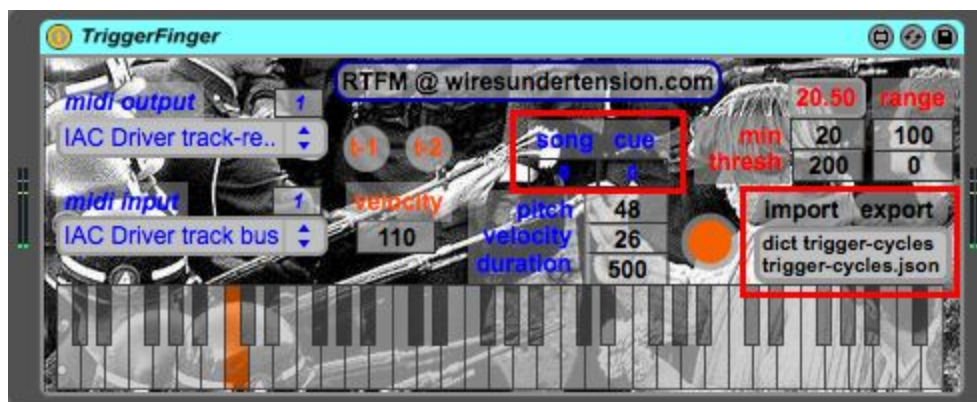 TriggerFinger
RTFM @ wiresundertension.com
midi output 1
IAC Driver track-re..
t-1 t-2
song cue
0 0
20.50 range
min 20 100
thresh 200 0
midi input 1
IAC Driver track bus
velocity
110
pitch 48
velocity 26
duration 500
import export
dict trigger-cycles
trigger-cycles.json